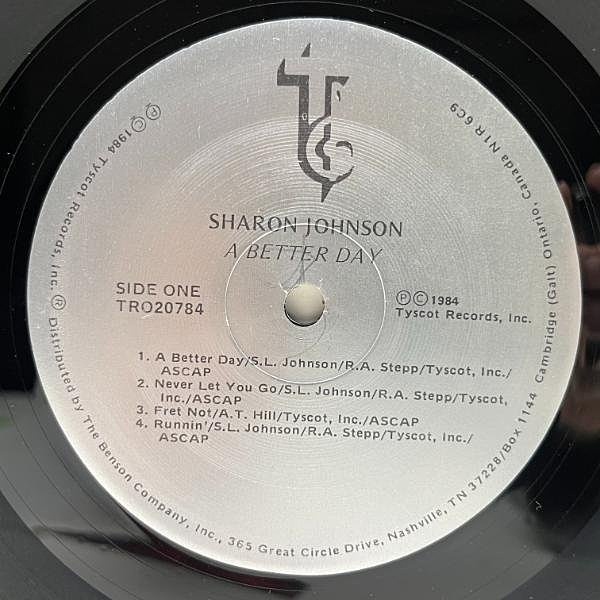 SHARON JOHNSON
A BETTER DAY
SIDE ONE
TRO20784
Ⓟ©1984
Tyscot Records, Inc.
1. A Better Day/S.L. Johnson/R.A. Stepp/Tyscot, Inc./
ASCAP
2. Never Let You Go/S.L. Johnson/R.A. Stepp/Tyscot,
Inc./ASCAP
3. Fret Not/A.T. Hill/Tyscot, Inc./ASCAP
4. Runnin'/S.L. Johnson/R.A. Stepp/Tyscot, Inc./
ASCAP
Ⓟ©1984 Tyscot Records, Inc. ® Distributed by The Benson Company, Inc., 365 Great Circle Drive, Nashville, TN 37228/Box 1144 Cambridge (Galt) Ontario, Canada N1R 6C9